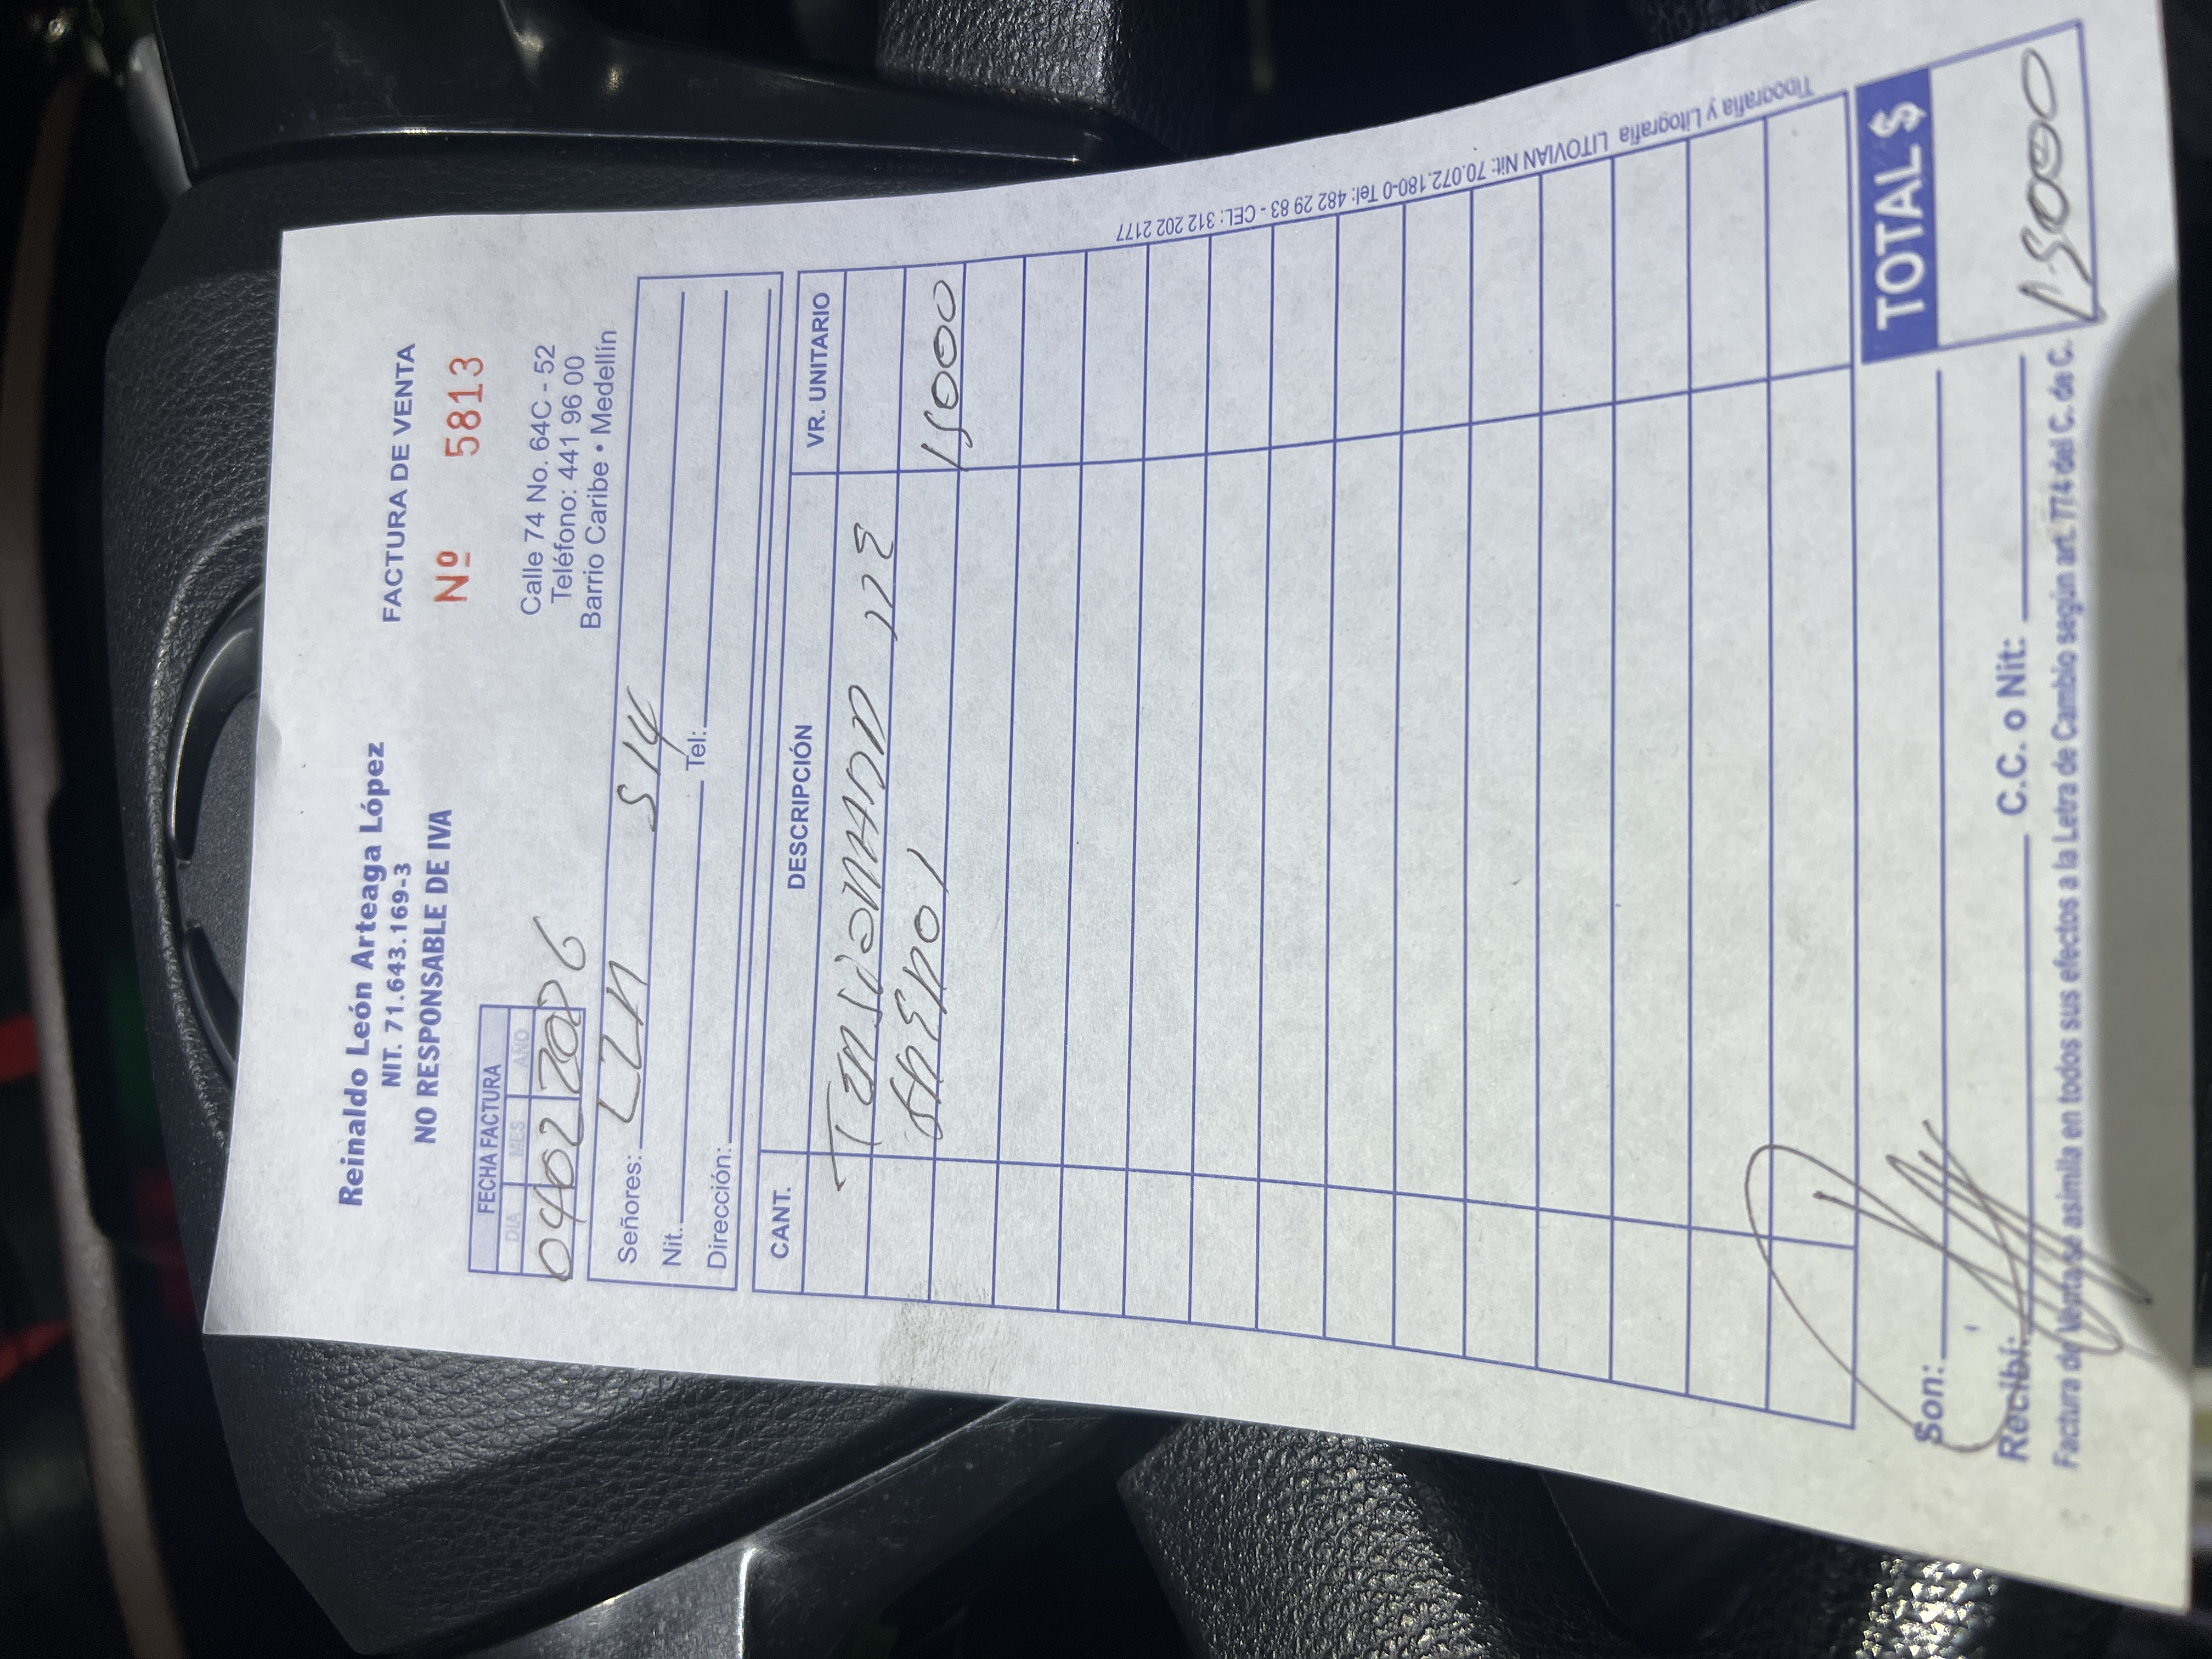 Reinaldo León Arteaga López
NIT. 71.643.169-3
NO RESPONSABLE DE IVA
FACTURA DE VENTA
Nº 5813
Calle 74 No. 64C - 52
Teléfono: 441 96 00
Barrio Caribe • Medellín
FECHA FACTURA
DIA MES AÑO
04 02 2026
Señores: LZN 514
Nit. Tel:
Dirección:
CANT. DESCRIPCIÓN VR. UNITARIO
Tensionada
15000
TOTAL $
15000
Son:
Recibí: C.C. o Nit:
Factura de Venta se asimila en todos sus efectos a la Letra de Cambio según art. 774 del C. de C.
Tipografía y Litografía LITOVIAN Nit: 70.072.180-0 Tel: 482 29 83 - CEL: 312 202 2177